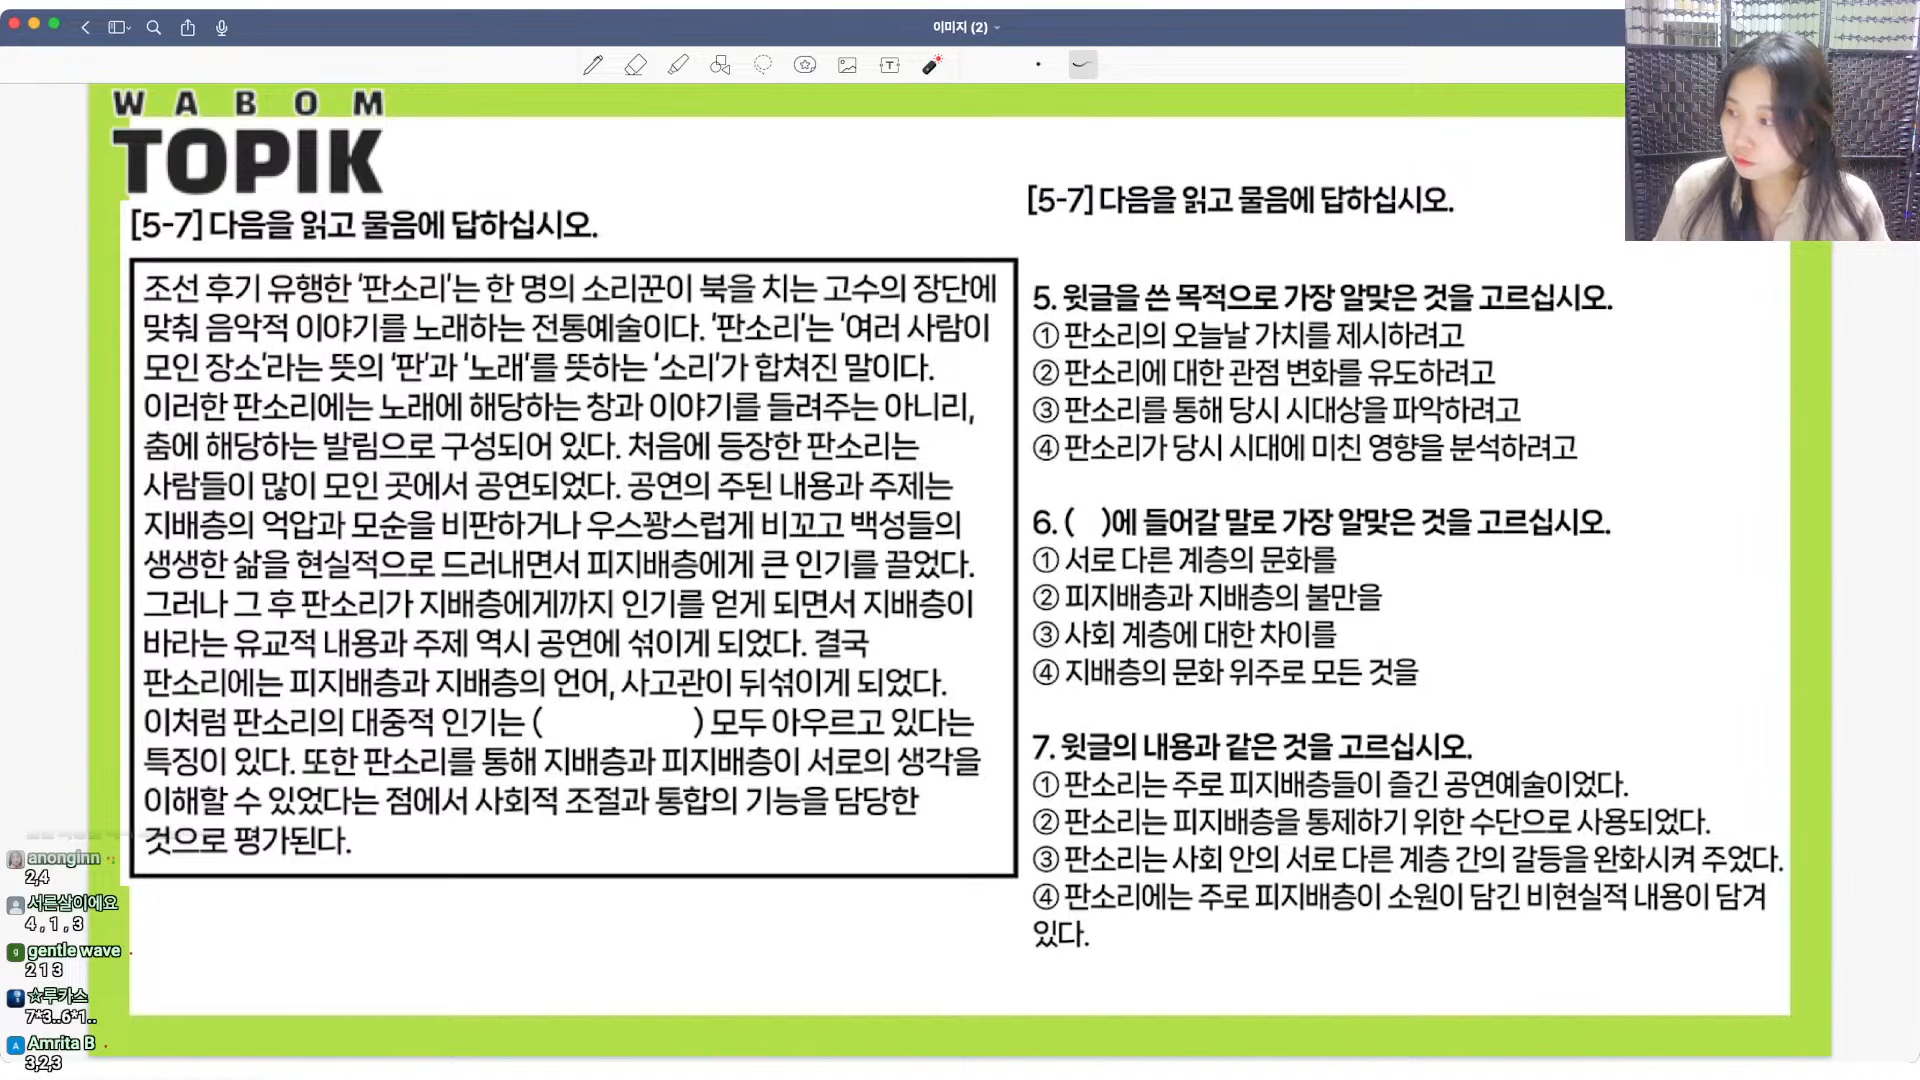 이미지 (2)
WABOM
TOPIK
[5-7] 다음을 읽고 물음에 답하십시오.
조선 후기 유행한 '판소리'는 한 명의 소리꾼이 북을 치는 고수의 장단에
맞춰 음악적 이야기를 노래하는 전통예술이다. '판소리'는 '여러 사람이
모인 장소'라는 뜻의 '판'과 '노래'를 뜻하는 '소리'가 합쳐진 말이다.
이러한 판소리에는 노래에 해당하는 창과 이야기를 들려주는 아니리,
춤에 해당하는 발림으로 구성되어 있다. 처음에 등장한 판소리는
사람들이 많이 모인 곳에서 공연되었다. 공연의 주된 내용과 주제는
지배층의 억압과 모순을 비판하거나 우스꽝스럽게 비꼬고 백성들의
생생한 삶을 현실적으로 드러내면서 피지배층에게 큰 인기를 끌었다.
그러나 그 후 판소리가 지배층에게까지 인기를 얻게 되면서 지배층이
바라는 유교적 내용과 주제 역시 공연에 섞이게 되었다. 결국
판소리에는 피지배층과 지배층의 언어, 사고관이 뒤섞이게 되었다.
이처럼 판소리의 대중적 인기는 (          ) 모두 아우르고 있다는
특징이 있다. 또한 판소리를 통해 지배층과 피지배층이 서로의 생각을
이해할 수 있었다는 점에서 사회적 조절과 통합의 기능을 담당한
것으로 평가된다.
[5-7] 다음을 읽고 물음에 답하십시오.
5. 윗글을 쓴 목적으로 가장 알맞은 것을 고르십시오.
① 판소리의 오늘날 가치를 제시하려고
② 판소리에 대한 관점 변화를 유도하려고
③ 판소리를 통해 당시 시대상을 파악하려고
④ 판소리가 당시 시대에 미친 영향을 분석하려고
6. (   )에 들어갈 말로 가장 알맞은 것을 고르십시오.
① 서로 다른 계층의 문화를
② 피지배층과 지배층의 불만을
③ 사회 계층에 대한 차이를
④ 지배층의 문화 위주로 모든 것을
7. 윗글의 내용과 같은 것을 고르십시오.
① 판소리는 주로 피지배층들이 즐긴 공연예술이었다.
② 판소리는 피지배층을 통제하기 위한 수단으로 사용되었다.
③ 판소리는 사회 안의 서로 다른 계층 간의 갈등을 완화시켜 주었다.
④ 판소리에는 주로 피지배층이 소원이 담긴 비현실적 내용이 담겨
있다.
anonginn
2,4
서른살이에요
4 , 1 , 3
gentle wave
2 1 3
☆루카스
7*3..6*1..
Amrita B
3,2,3